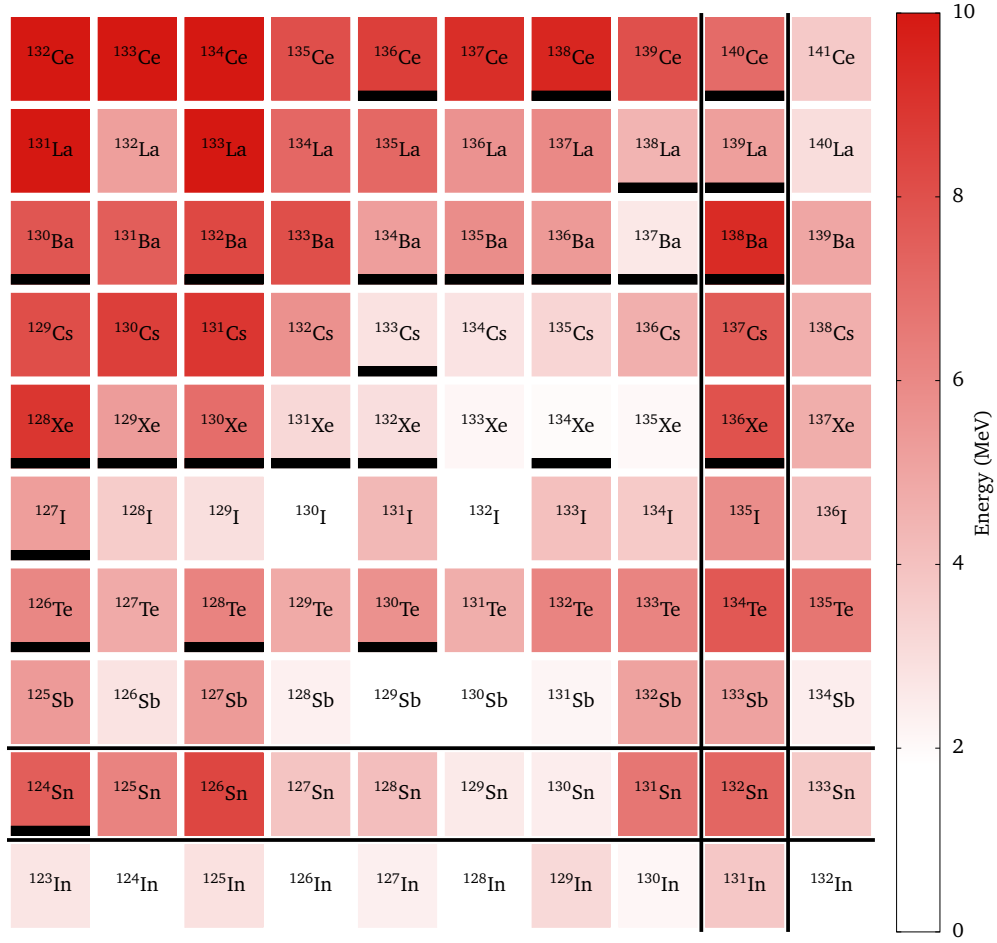 ¹³²Ce ¹³³Ce ¹³⁴Ce ¹³⁵Ce ¹³⁶Ce ¹³⁷Ce ¹³⁸Ce ¹³⁹Ce ¹⁴⁰Ce ¹⁴¹Ce
¹³¹La ¹³²La ¹³³La ¹³⁴La ¹³⁵La ¹³⁶La ¹³⁷La ¹³⁸La ¹³⁹La ¹⁴⁰La
¹³⁰Ba ¹³¹Ba ¹³²Ba ¹³³Ba ¹³⁴Ba ¹³⁵Ba ¹³⁶Ba ¹³⁷Ba ¹³⁸Ba ¹³⁹Ba
¹²⁹Cs ¹³⁰Cs ¹³¹Cs ¹³²Cs ¹³³Cs ¹³⁴Cs ¹³⁵Cs ¹³⁶Cs ¹³⁷Cs ¹³⁸Cs
¹²⁸Xe ¹²⁹Xe ¹³⁰Xe ¹³¹Xe ¹³²Xe ¹³³Xe ¹³⁴Xe ¹³⁵Xe ¹³⁶Xe ¹³⁷Xe
¹²⁷I ¹²⁸I ¹²⁹I ¹³⁰I ¹³¹I ¹³²I ¹³³I ¹³⁴I ¹³⁵I ¹³⁶I
¹²⁶Te ¹²⁷Te ¹²⁸Te ¹²⁹Te ¹³⁰Te ¹³¹Te ¹³²Te ¹³³Te ¹³⁴Te ¹³⁵Te
¹²⁵Sb ¹²⁶Sb ¹²⁷Sb ¹²⁸Sb ¹²⁹Sb ¹³⁰Sb ¹³¹Sb ¹³²Sb ¹³³Sb ¹³⁴Sb
¹²⁴Sn ¹²⁵Sn ¹²⁶Sn ¹²⁷Sn ¹²⁸Sn ¹²⁹Sn ¹³⁰Sn ¹³¹Sn ¹³²Sn ¹³³Sn
¹²³In ¹²⁴In ¹²⁵In ¹²⁶In ¹²⁷In ¹²⁸In ¹²⁹In ¹³⁰In ¹³¹In ¹³²In
10
8
6
4
2
0
Energy (MeV)